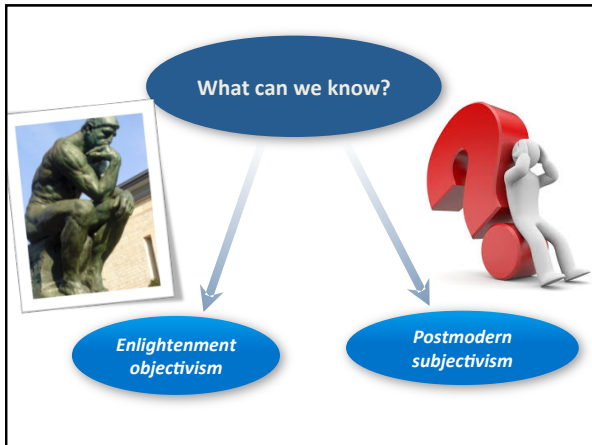 What can we know?
Enlightenment
objectivism
Postmodern
subjectivism